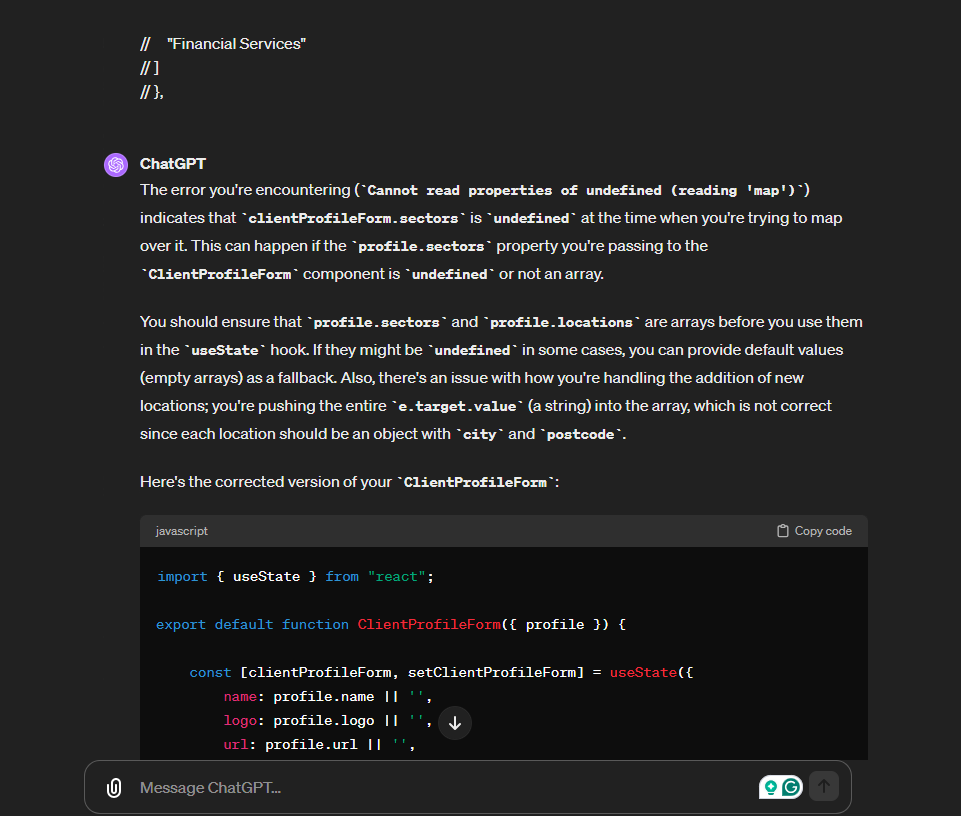 //    "Financial Services"
// ]
// },
ChatGPT
The error you're encountering (`Cannot read properties of undefined (reading 'map')`)
indicates that `clientProfileForm.sectors` is `undefined` at the time when you're trying to map
over it. This can happen if the `profile.sectors` property you're passing to the
`ClientProfileForm` component is `undefined` or not an array.
You should ensure that `profile.sectors` and `profile.locations` are arrays before you use them
in the `useState` hook. If they might be `undefined` in some cases, you can provide default values
(empty arrays) as a fallback. Also, there's an issue with how you're handling the addition of new
locations; you're pushing the entire `e.target.value` (a string) into the array, which is not correct
since each location should be an object with `city` and `postcode`.
Here's the corrected version of your `ClientProfileForm`:
javascript Copy code
import { useState } from "react";
export default function ClientProfileForm({ profile }) {
    const [clientProfileForm, setClientProfileForm] = useState({
        name: profile.name || '',
        logo: profile.logo || '',
        url: profile.url || '',
Message ChatGPT...